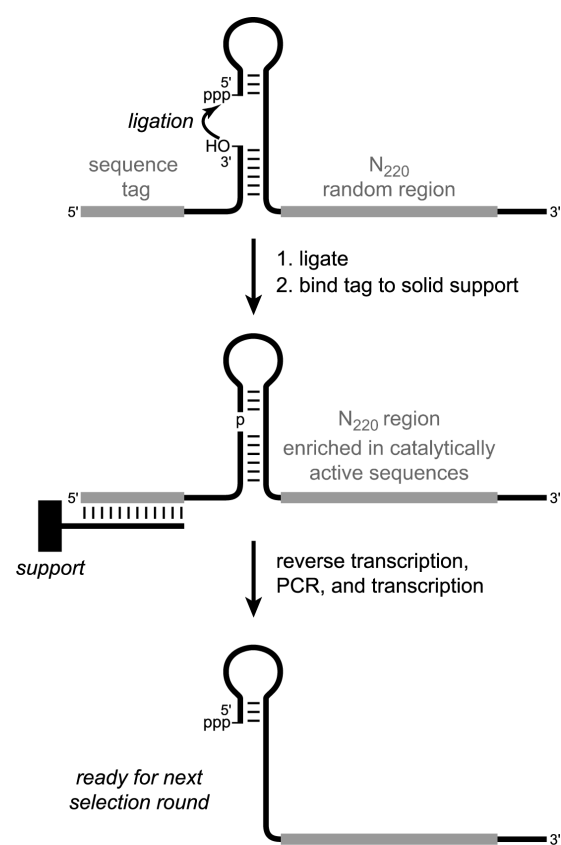 5'
ppp
ligation
HO
3'
sequence
tag
N220
random region
5'
3'
1. ligate
2. bind tag to solid support
p
N220 region
enriched in catalytically
active sequences
5'
3'
support
reverse transcription,
PCR, and transcription
5'
ppp
ready for next
selection round
3'